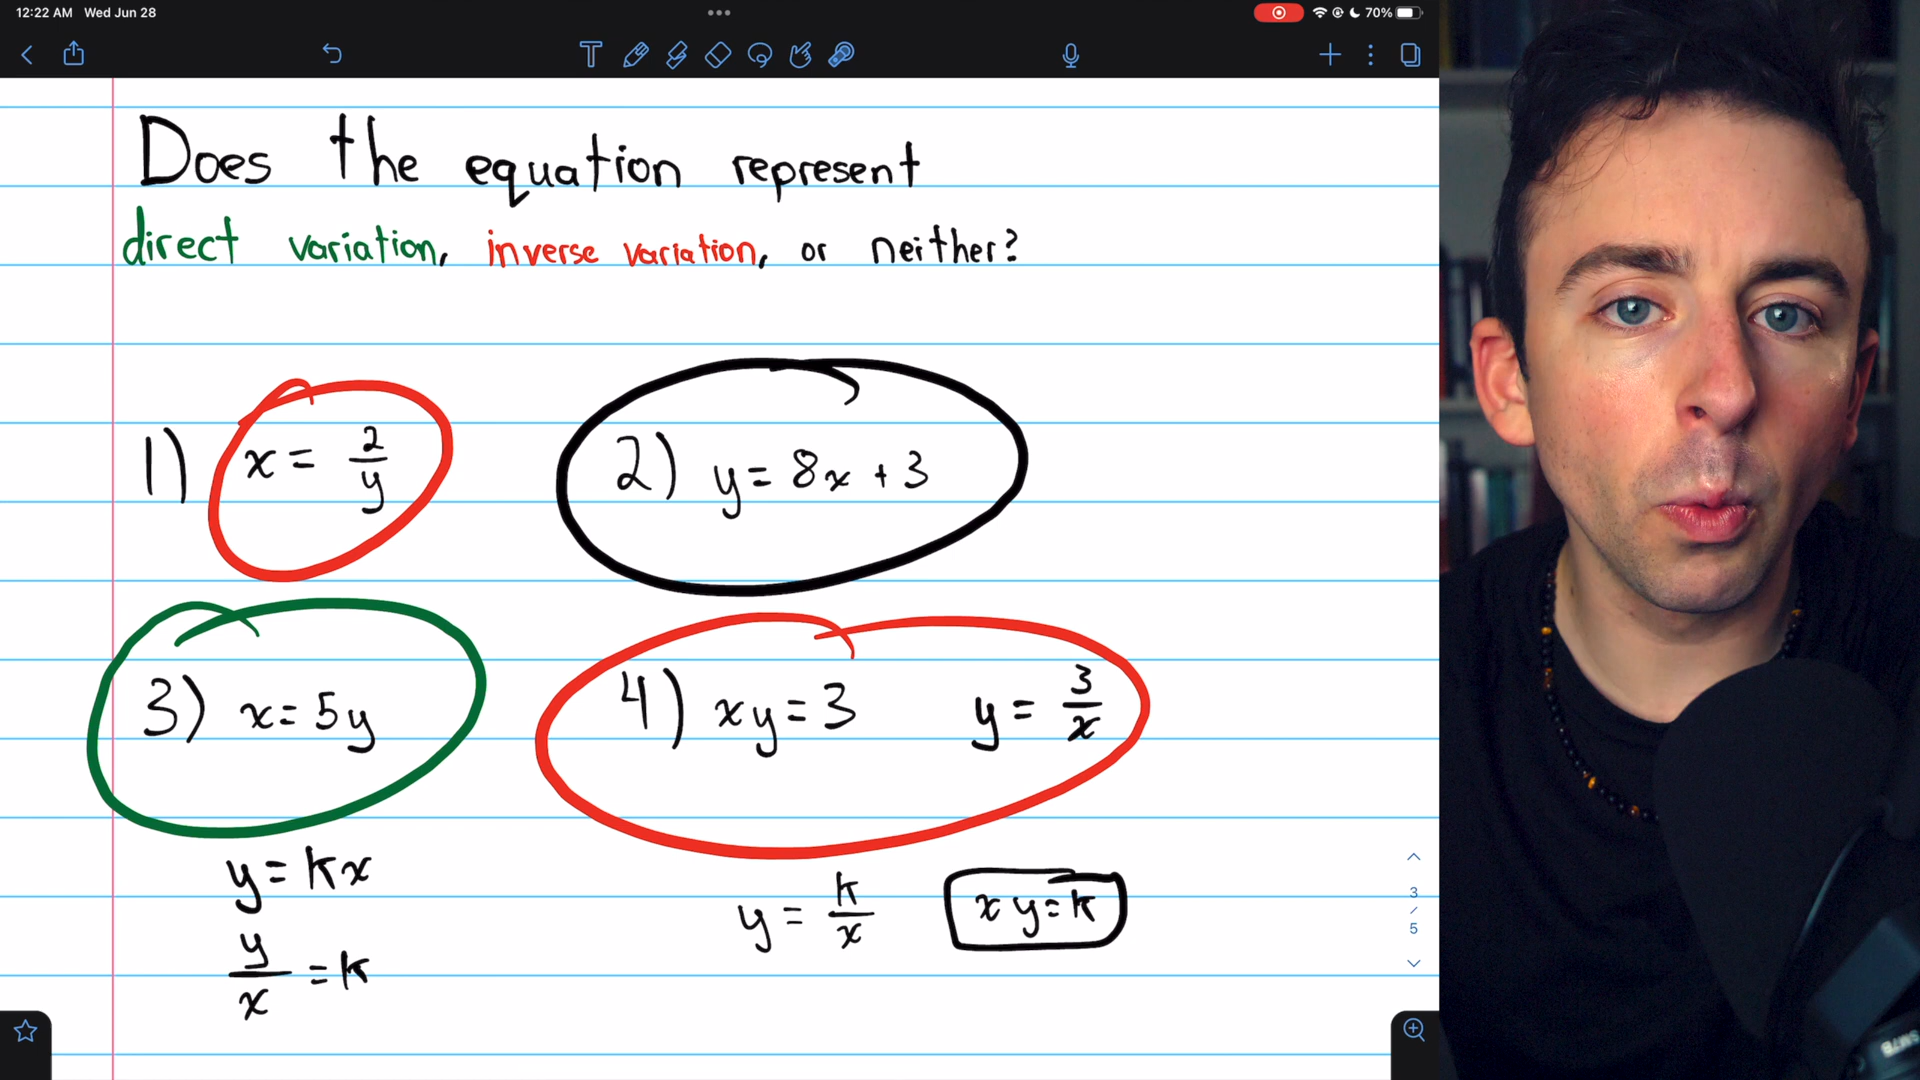 12:22 AM Wed Jun 28
70%
Does the equation represent
direct variation, inverse variation, or neither?
1) x = 2/y
2) y = 8x + 3
3) x = 5y
4) xy = 3 y = 3/x
y = kx
y/x = k
y = k/x
xy = k
3
/
5
SM7B